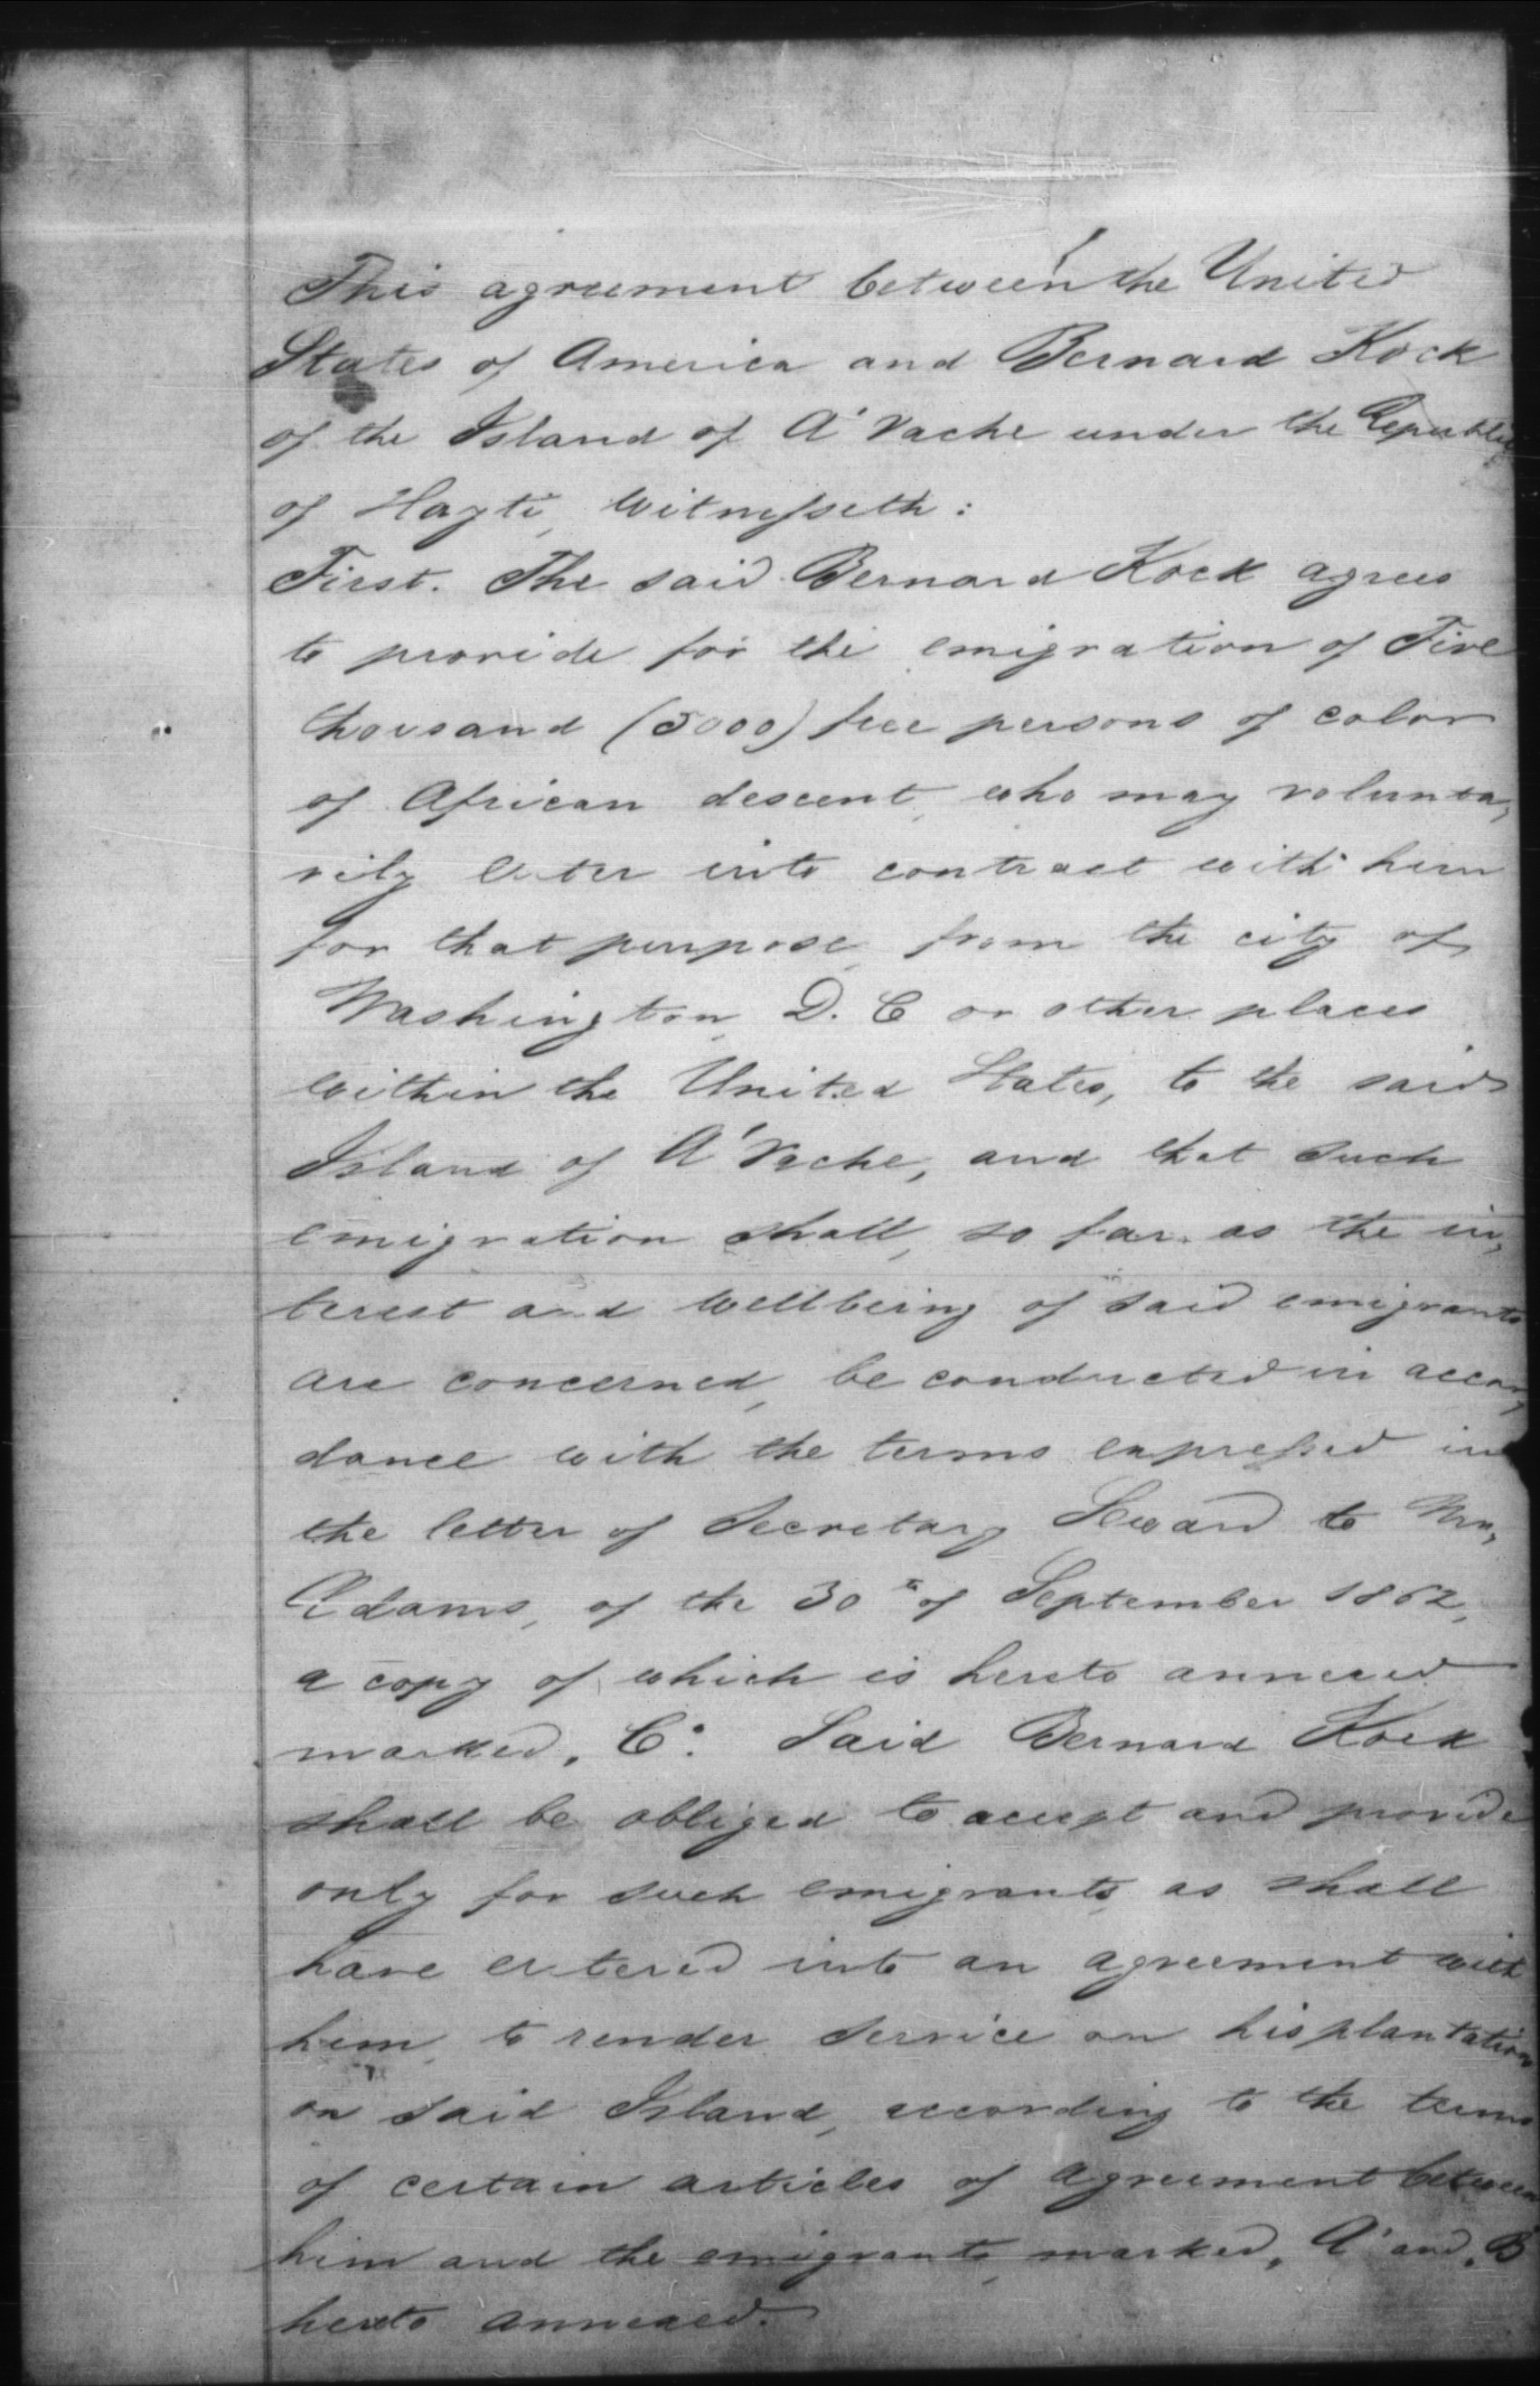 This agreement between the United
States of America and Bernard Kock
of the Island of A'Vache under the Republic
of Hayti, Witnesseth:
First. The said Bernard Kock agrees
to provide for the emigration of Five
thousand (5000) free persons of color
of African descent, who may volunta,
rily enter into contract with him
for that purpose, from the city of
Washington, D. C or other places
within the United States, to the said
Island of A'Vache, and that such
emigration shall, so far as the in,
terest and wellbeing of said emigrants
are concerned, be conducted in accor,
dance with the terms expressed in
the letter of Secretary Seward to Mr,
Adams, of the 30th of September 1862,
a copy of which is hereto annexed
marked, C". Said Bernard Kock
shall be obliged to accept and provide
only for such emigrants as shall
have entered into an agreement with
him, to render service on his plantation
on said Island, according to the terms
of certain articles of agreement between
him and the emigrants, marked, A" and, B
hereto annexed.